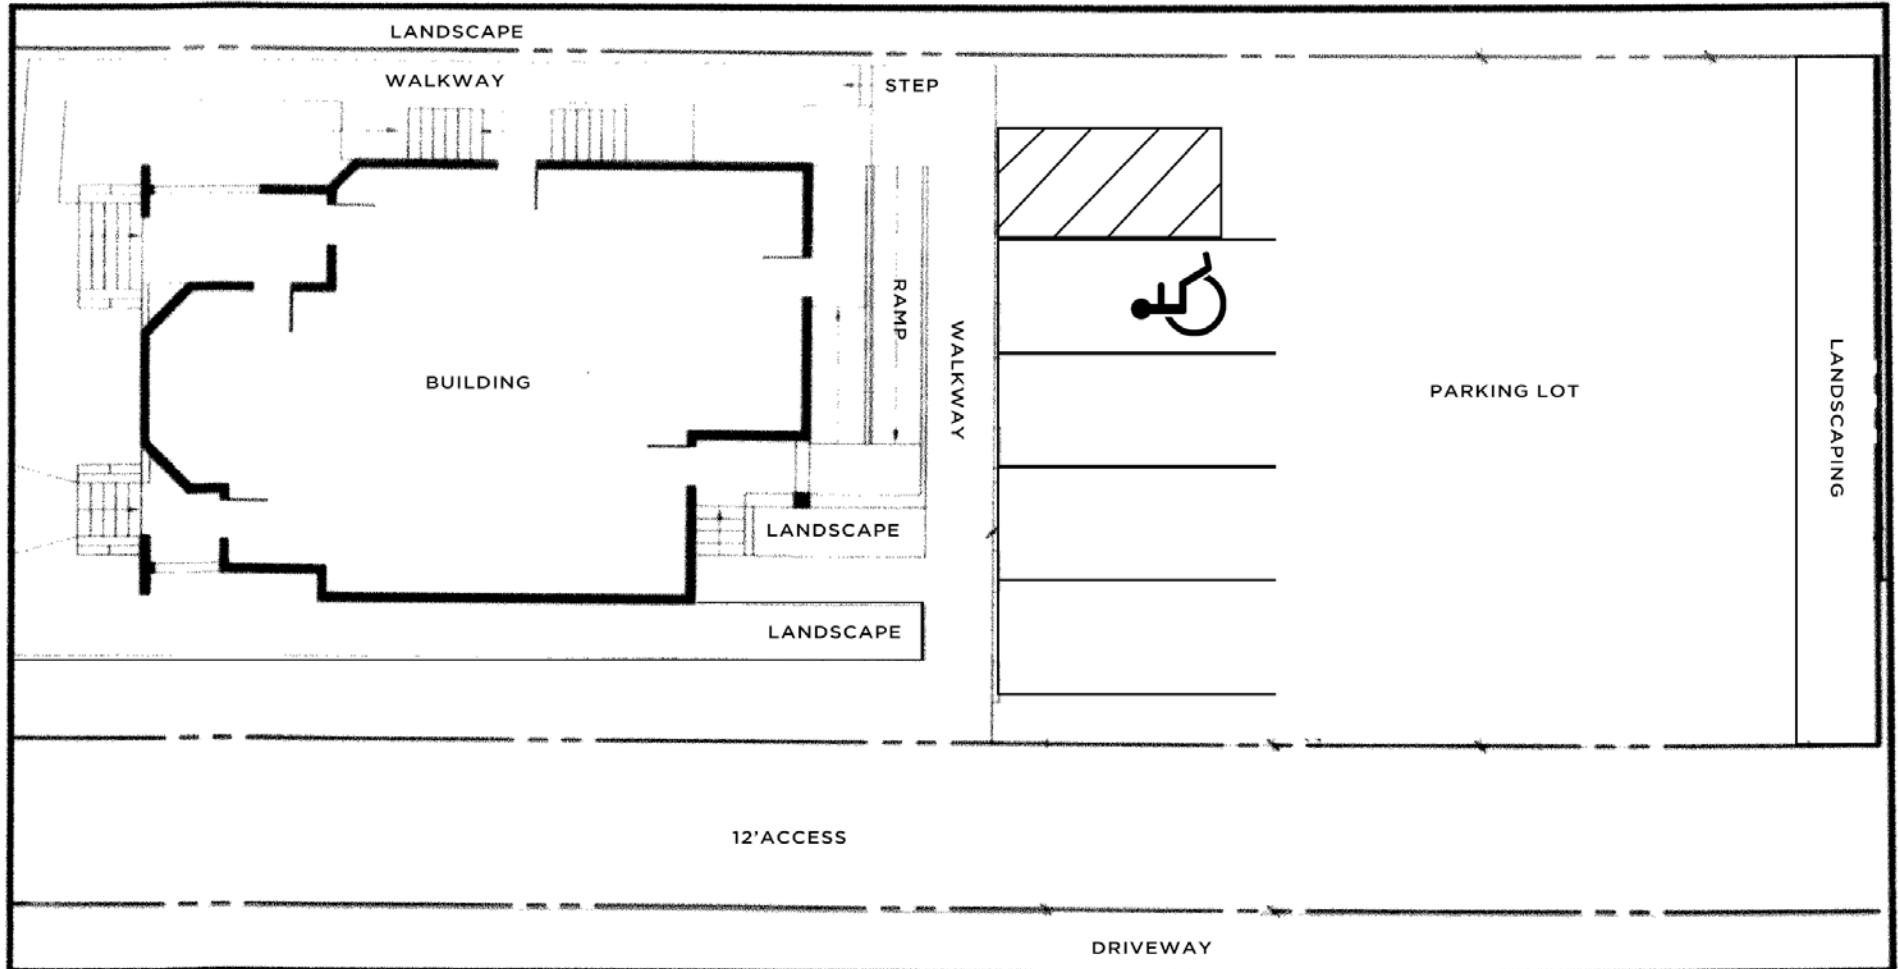 LANDSCAPE
WALKWAY
STEP
RAMP
WALKWAY
BUILDING
PARKING LOT
LANDSCAPING
LANDSCAPE
LANDSCAPE
12'ACCESS
DRIVEWAY